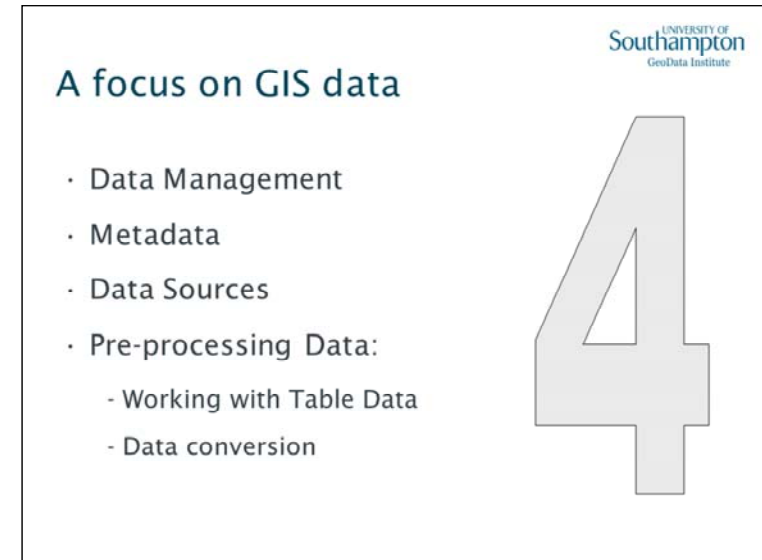 UNIVERSITY OF
Southampton
GeoData Institute
A focus on GIS data
· Data Management
· Metadata
· Data Sources
· Pre-processing Data:
- Working with Table Data
- Data conversion
4